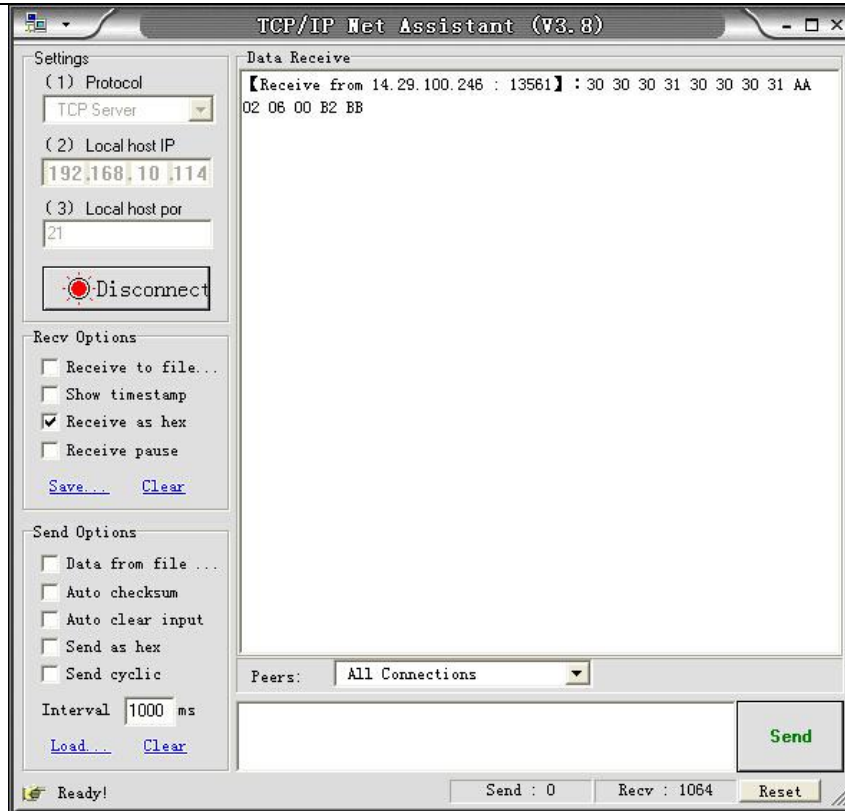 TCP/IP Net Assistant (V3.8)
Settings
(1) Protocol
TCP Server
(2) Local host IP
192.168.10.114
(3) Local host por
21
Disconnect
Recv Options
Receive to file...
Show timestamp
Receive as hex
Receive pause
Save... Clear
Send Options
Data from file ...
Auto checksum
Auto clear input
Send as hex
Send cyclic
Interval 1000 ms
Load... Clear
Data Receive
【Receive from 14.29.100.246 : 13561】：30 30 30 31 30 30 30 31 AA
02 06 00 B2 BB
Peers: All Connections
Send
Ready! Send : 0 Recv : 1064 Reset